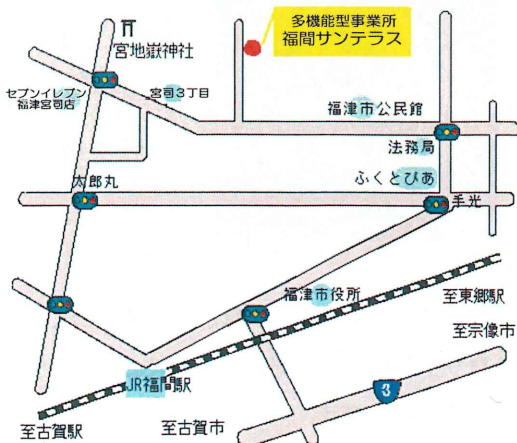 多機能型事業所
福間サンテラス
宮地嶽神社
セブンイレブン
福津宮司店
宮司3丁目
福津市公民館
法務局
ふくとぴあ
太郎丸
手光
福津市役所
至東郷駅
至宗像市
JR福間駅
3
至古賀駅
至古賀市